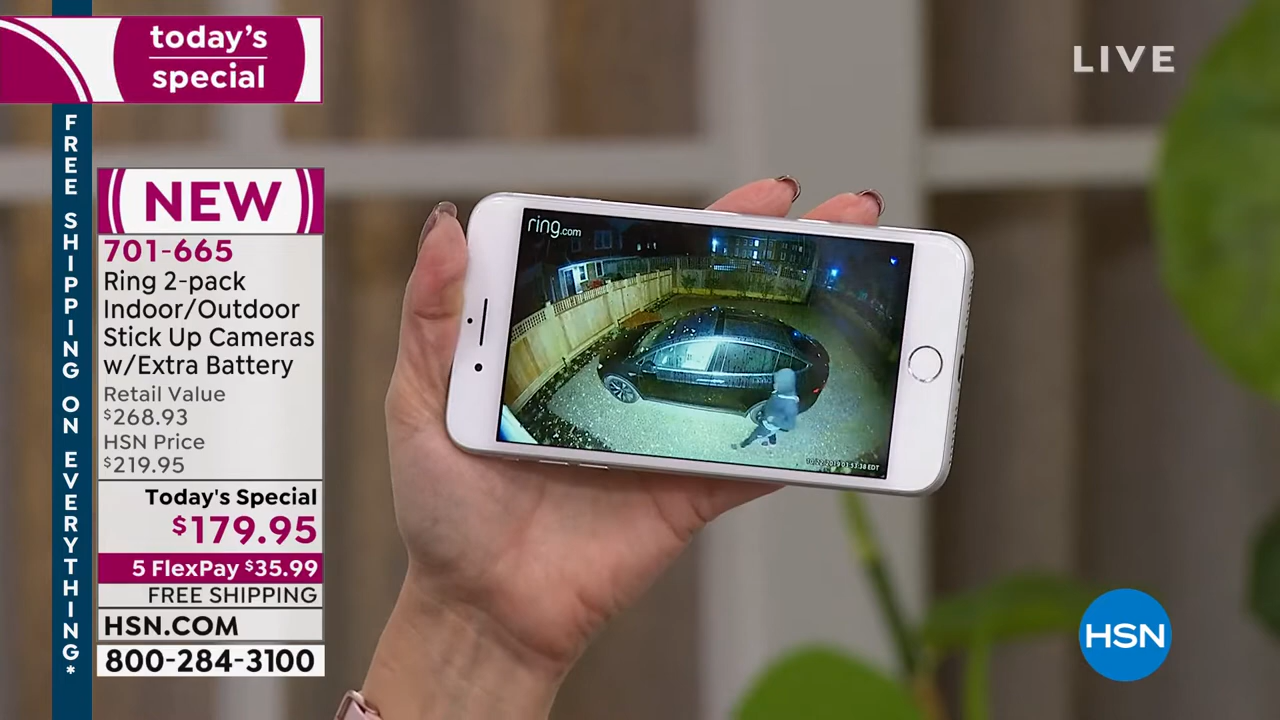 today's
special
LIVE
FREE SHIPPING ON EVERYTHING*
NEW
701-665
Ring 2-pack
Indoor/Outdoor
Stick Up Cameras
w/Extra Battery
Retail Value
$268.93
HSN Price
$219.95
Today's Special
$179.95
5 FlexPay $35.99
FREE SHIPPING
HSN.COM
800-284-3100
ring.com
HSN